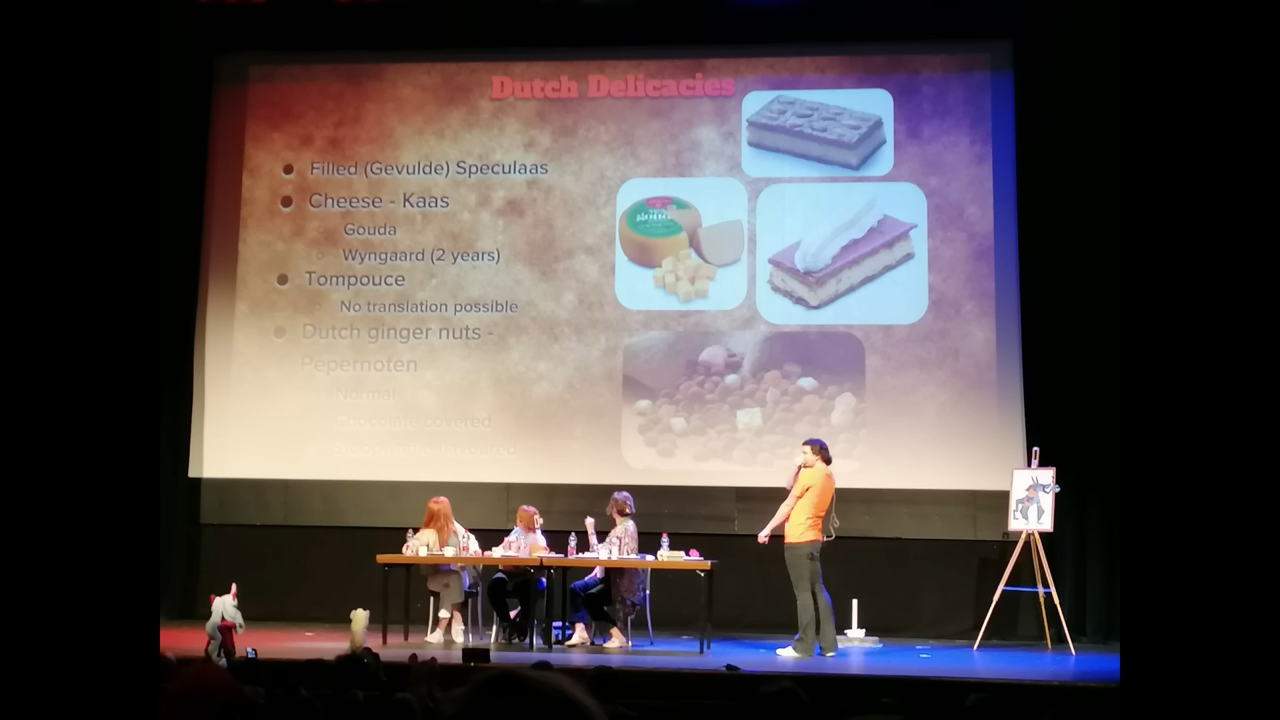 Dutch Delicacies
Filled (Gevulde) Speculaas
Cheese - Kaas
Gouda
Wyngaard (2 years)
Tompouce
No translation possible
Dutch ginger nuts -
Pepernoten
Normal
Chocolate covered